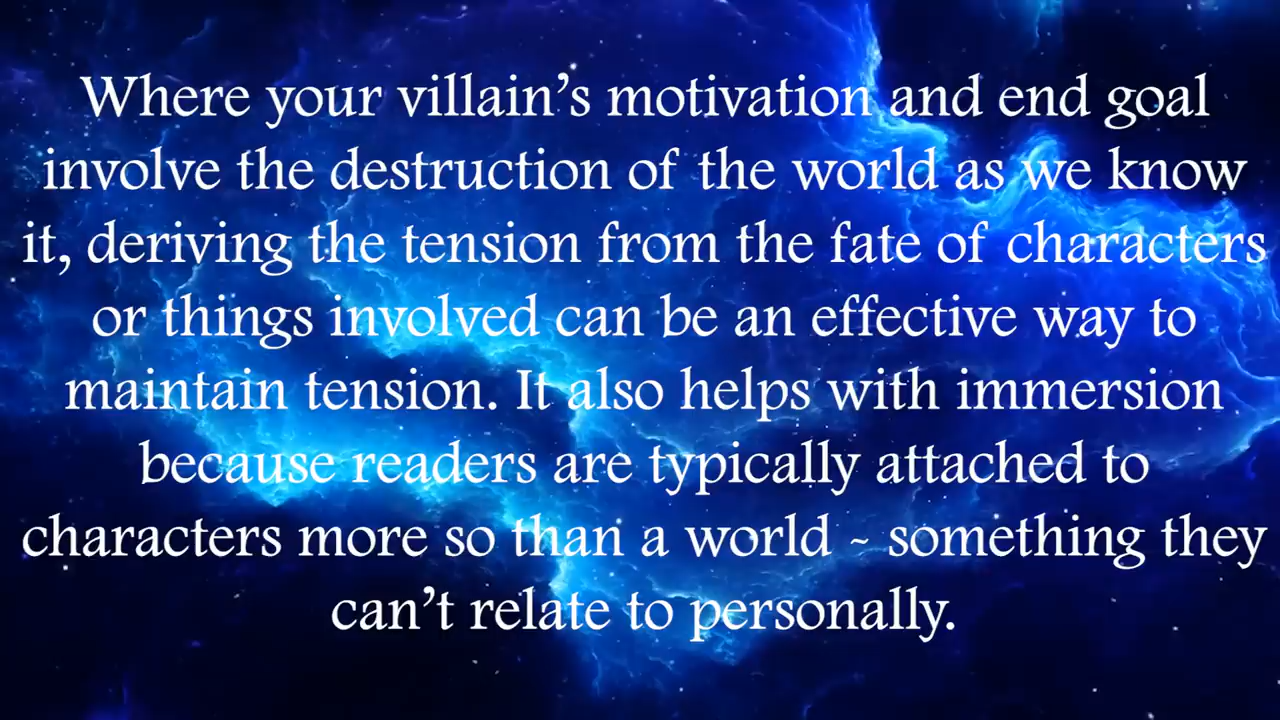 Where your villain’s motivation and end goal
involve the destruction of the world as we know
it, deriving the tension from the fate of characters
or things involved can be an effective way to
maintain tension. It also helps with immersion
because readers are typically attached to
characters more so than a world - something they
can’t relate to personally.